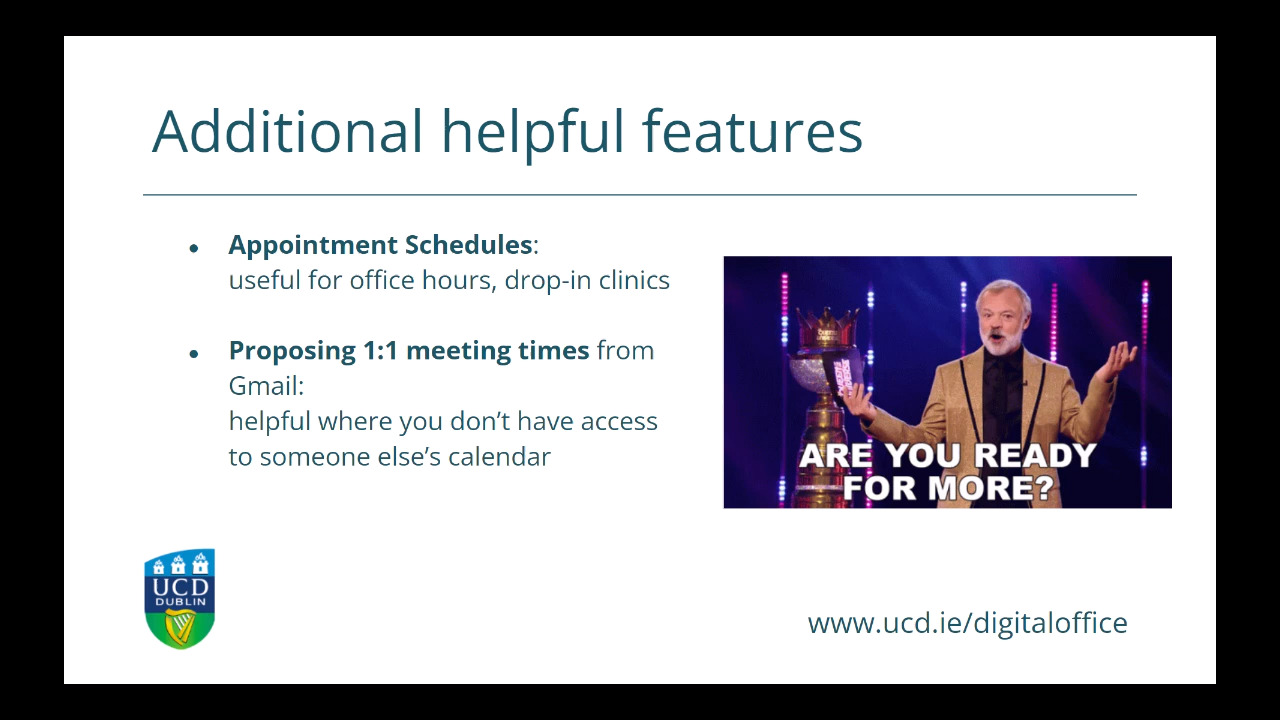 Additional helpful features
● Appointment Schedules:
useful for office hours, drop-in clinics
● Proposing 1:1 meeting times from
Gmail:
helpful where you don’t have access
to someone else’s calendar
ARE YOU READY
FOR MORE?
UCD
DUBLIN
www.ucd.ie/digitaloffice